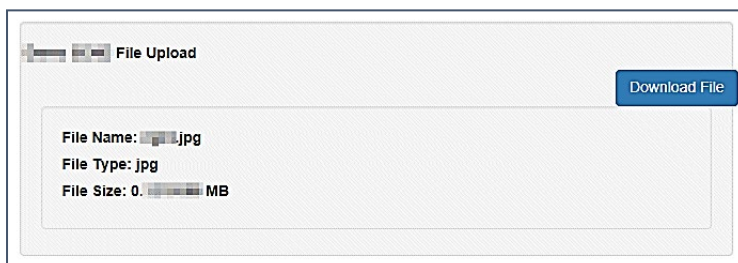 File Upload
Download File
File Name: .jpg
File Type: jpg
File Size: 0. MB